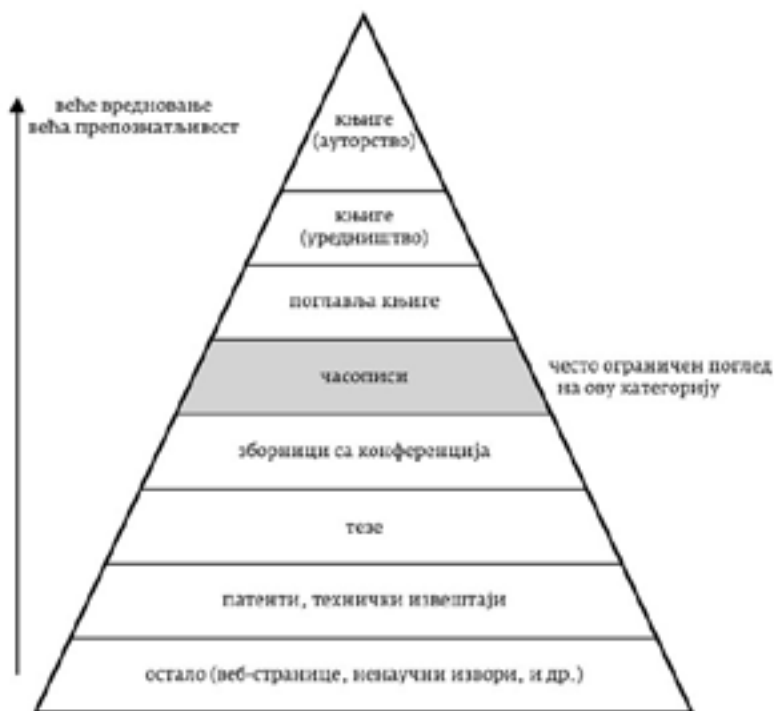 веће вредновање
већа препознатљивост
књиге
(ауторство)
књиге
(уредништво)
поглавља књиге
часописи
често ограничен поглед
на ову категорију
зборници са конференција
тезе
патенти, технички извештаји
остало (веб-странице, ненаучни извори, и др.)